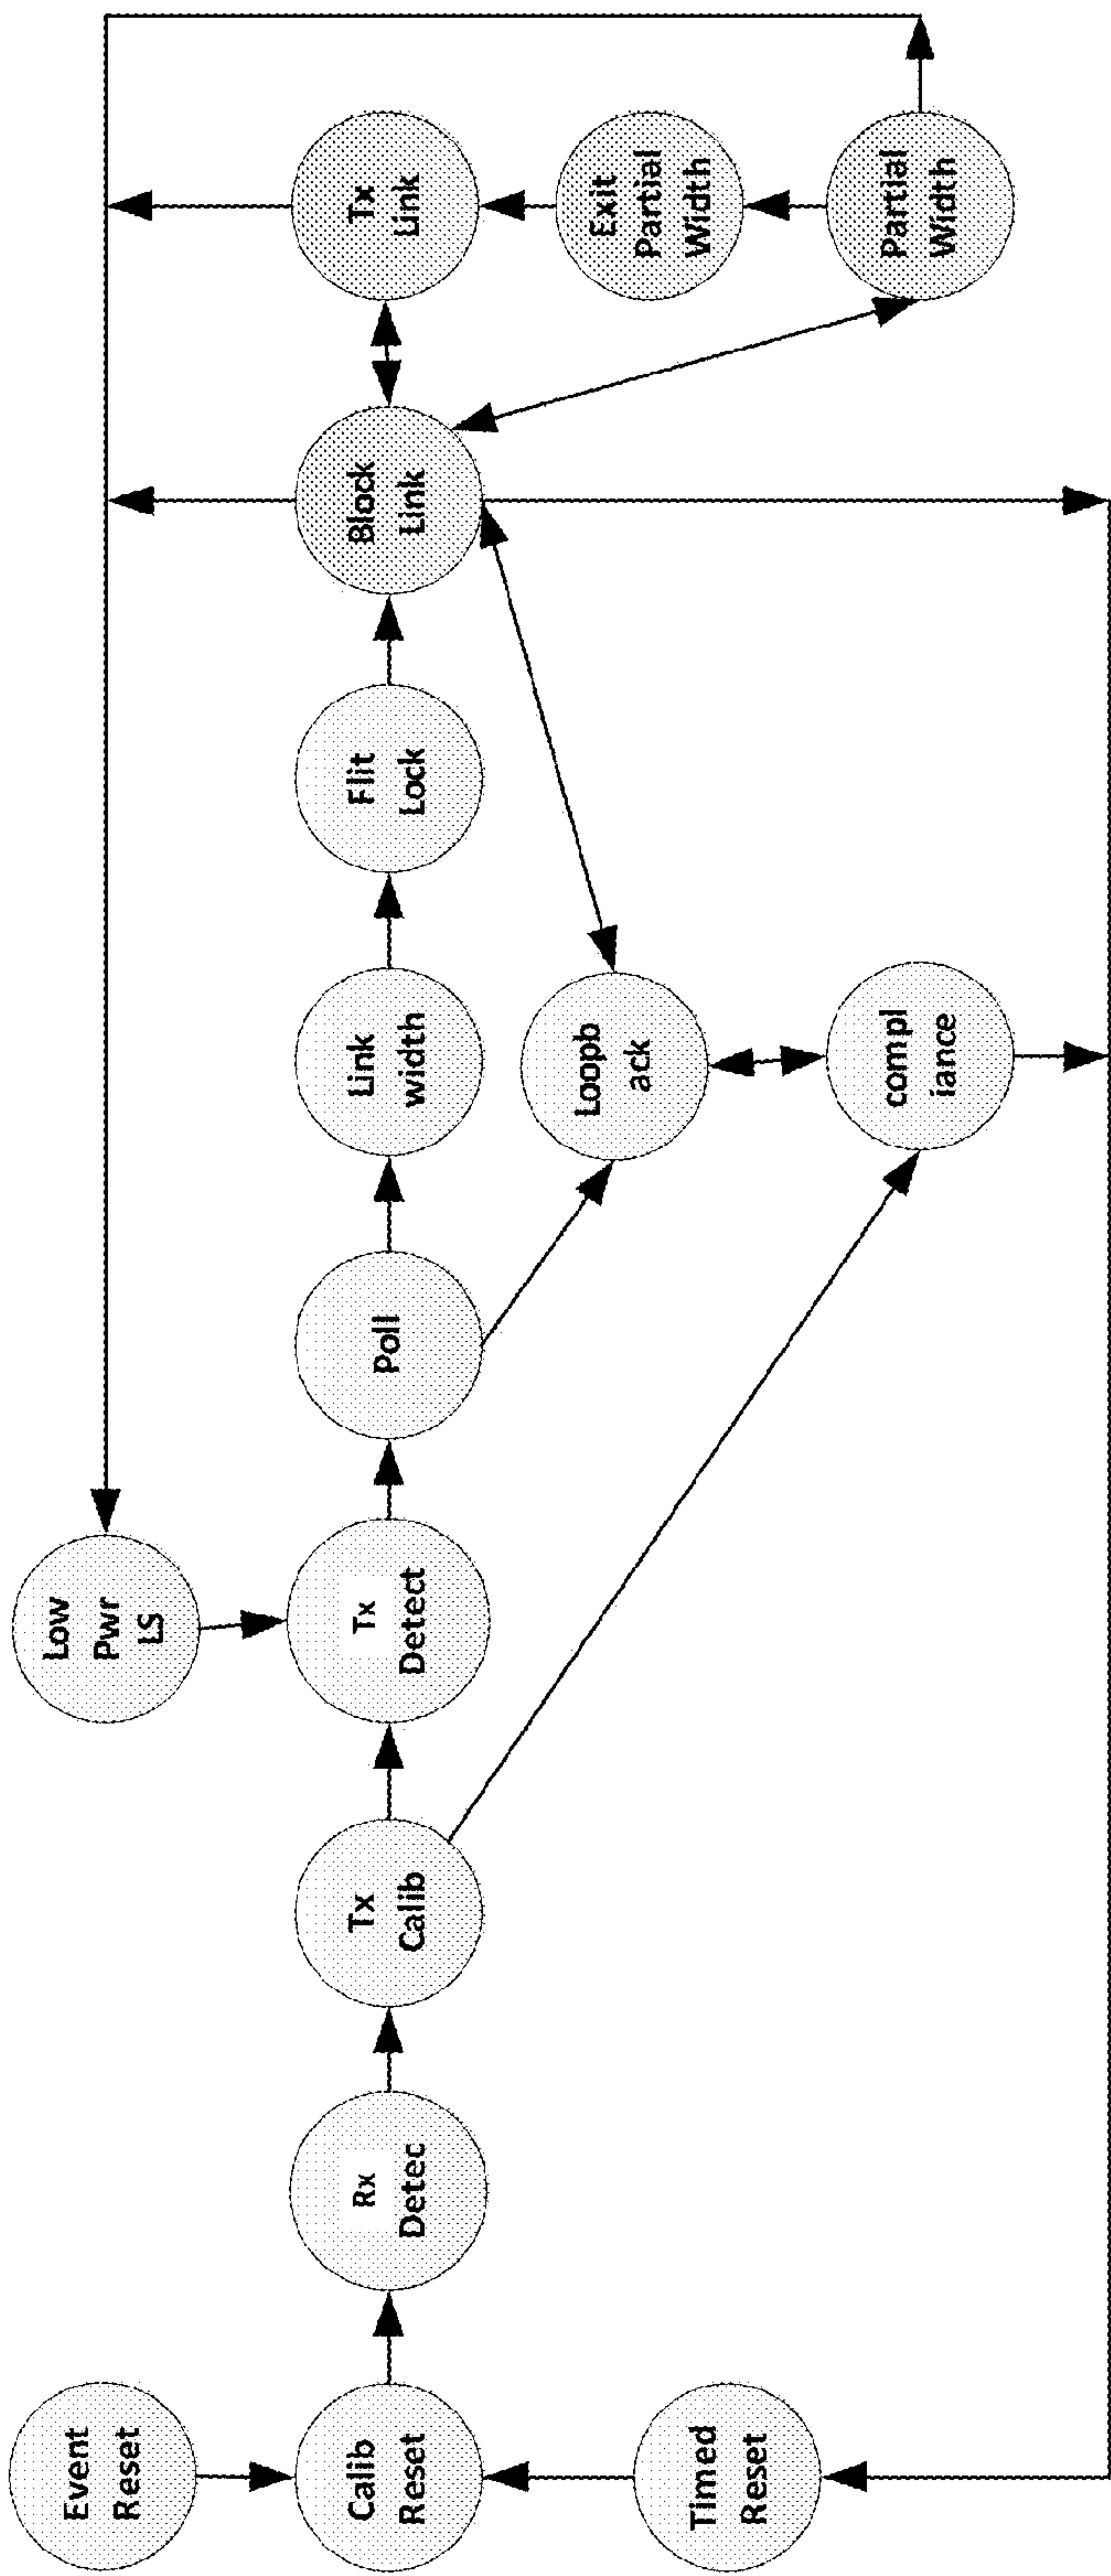 Event
Reset
Calib
Reset
Timed
Reset
Rx
Detec
Tx
Calib
Low
Pwr
LS
Tx
Detect
Poll
Link
width
Loopb
ack
compl
iance
Flit
Lock
Block
Link
Tx
Link
Exit
Partial
Width
Partial
Width